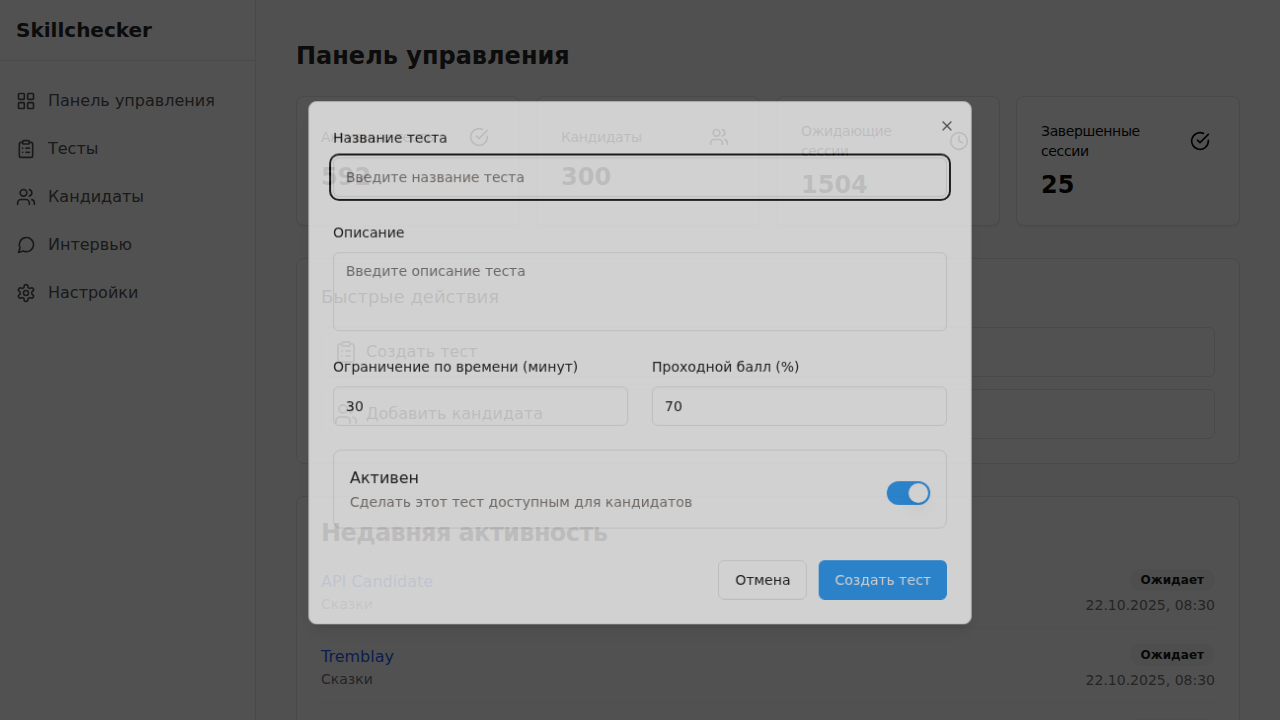 Skillchecker
Панель управления
Тесты
Кандидаты
Интервью
Настройки
Панель управления
592
Кандидаты
300
Ожидающие
сессии
1504
Завершенные
сессии
25
Название теста
Введите название теста
Описание
Введите описание теста
Быстрые действия
Создать тест
Ограничение по времени (минут)
30
Проходной балл (%)
70
Добавить кандидата
Активен
Сделать этот тест доступным для кандидатов
Недавняя активность
Отмена
Создать тест
API Candidate
Сказки
Ожидает
22.10.2025, 08:30
Tremblay
Сказки
Ожидает
22.10.2025, 08:30